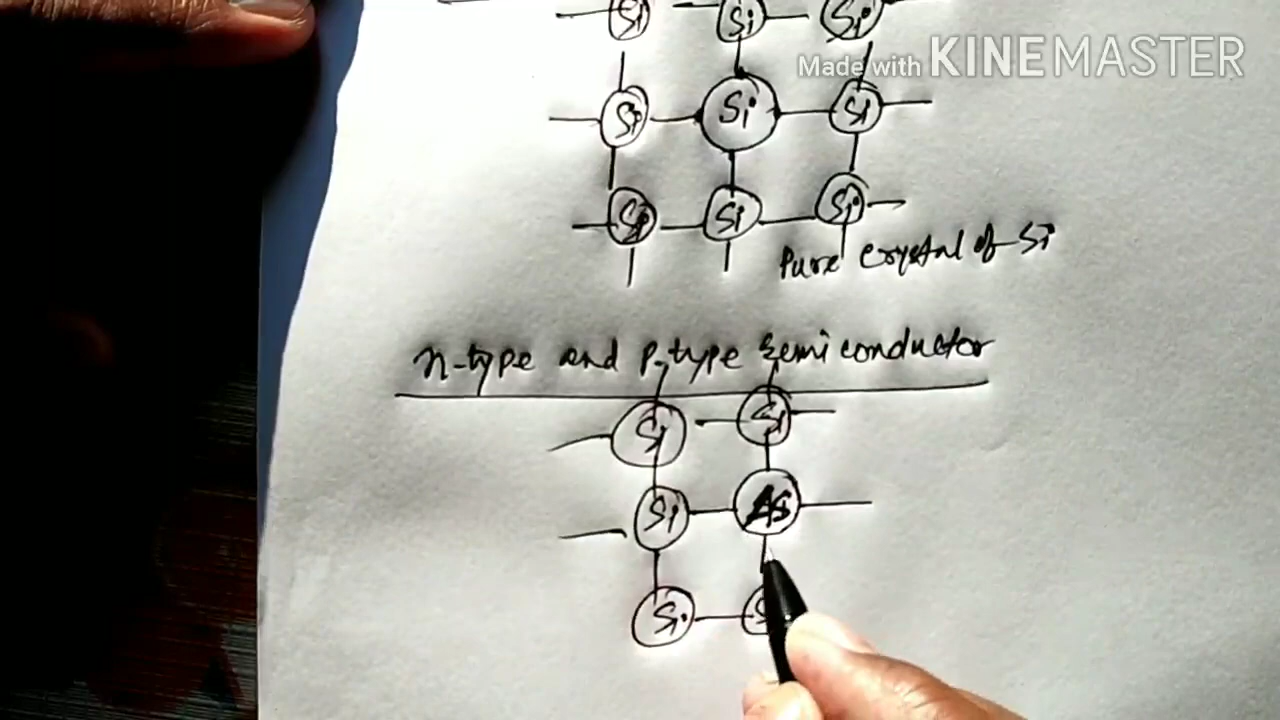 Si Si Si
Made with KINEMASTER
Si Si Si
Si Si Si
Pure crystal of Si
n-type and P-type semiconductor
Si Si
Si As
Si